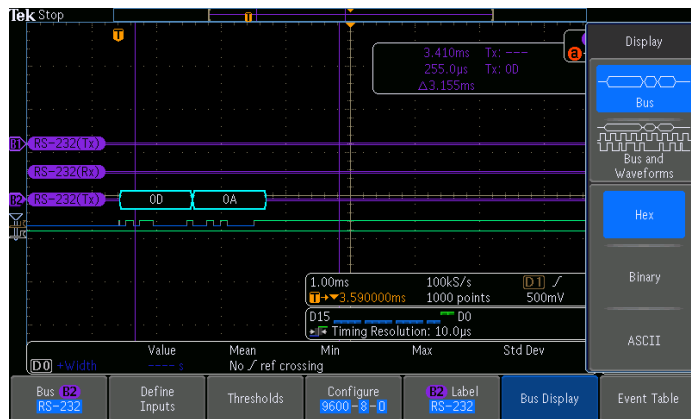 Tek Stop
T
T
Display
3.410ms Tx: ---
a
255.0µs Tx: 0D
Δ3.155ms
Bus
B1 RS-232(Tx)
RS-232(Rx)
Bus and
Waveforms
B2 RS-232(Tx) 0D 0A
Hex
1.00ms 100kS/s D1
T→▼3.590000ms 1000 points 500mV
Binary
D15 D0
Timing Resolution: 10.0µs
ASCII
Value Mean Min Max Std Dev
D0 +Width ---- s No ∫ ref crossing
Bus B2
RS-232
Define
Inputs
Thresholds
Configure
9600-8-0
B2 Label
RS-232
Bus Display
Event Table